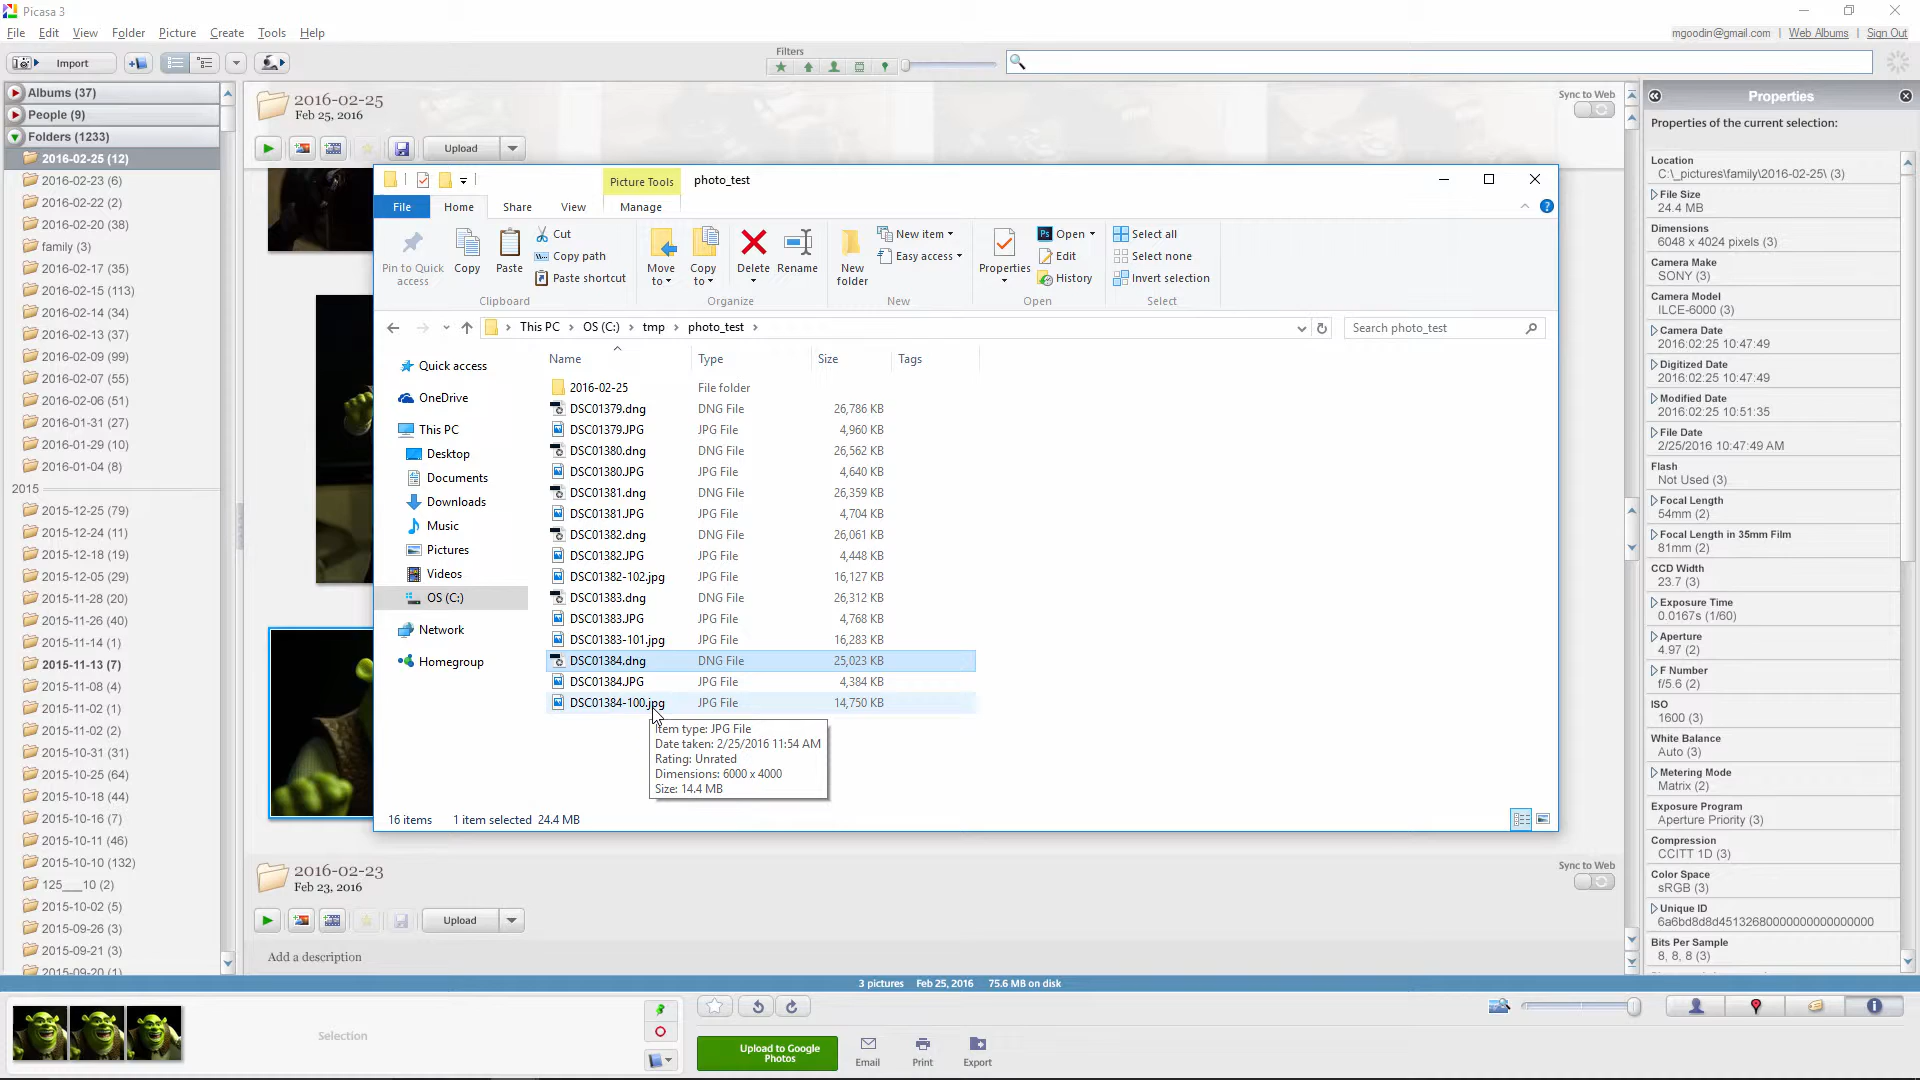 Picasa 3
File Edit View Folder Picture Create Tools Help
mgoodin@gmail.com | Web Albums | Sign Out
Import
Filters
Albums (37)
People (9)
Folders (1233)
2016-02-25 (12)
2016-02-23 (6)
2016-02-22 (2)
2016-02-20 (38)
family (3)
2016-02-17 (35)
2016-02-15 (113)
2016-02-14 (34)
2016-02-13 (37)
2016-02-09 (99)
2016-02-07 (55)
2016-02-06 (51)
2016-01-31 (27)
2016-01-29 (10)
2016-01-04 (8)
2015
2015-12-25 (79)
2015-12-24 (11)
2015-12-18 (19)
2015-12-05 (29)
2015-11-28 (20)
2015-11-26 (40)
2015-11-14 (1)
2015-11-13 (7)
2015-11-08 (4)
2015-11-02 (1)
2015-11-02 (1)
2015-10-31 (31)
2015-10-25 (64)
2015-10-18 (44)
2015-10-16 (7)
2015-10-11 (46)
2015-10-10 (132)
125___10 (2)
2015-10-02 (5)
2015-09-26 (3)
2015-09-21 (3)
2015-09-20 (1)
2016-02-25
Feb 25, 2016
Sync to Web
Upload
Picture Tools photo_test
File Home Share View Manage
Pin to Quick access
Copy
Paste
Cut
Copy path
Paste shortcut
Clipboard
Move to
Copy to
Delete
Rename
Organize
New folder
New item
Easy access
New
Properties
Open
Edit
History
Open
Select all
Select none
Invert selection
Select
This PC OS (C:) tmp photo_test
Search photo_test
Quick access
OneDrive
This PC
Desktop
Documents
Downloads
Music
Pictures
Videos
OS (C:)
Network
Homegroup
Name Type Size Tags
2016-02-25 File folder
DSC01379.dng DNG File 26,786 KB
DSC01379.JPG JPG File 4,960 KB
DSC01380.dng DNG File 26,562 KB
DSC01380.JPG JPG File 4,640 KB
DSC01381.dng DNG File 26,359 KB
DSC01381.JPG JPG File 4,704 KB
DSC01382.dng DNG File 26,061 KB
DSC01382.JPG JPG File 4,448 KB
DSC01382-102.jpg JPG File 16,127 KB
DSC01383.dng DNG File 26,312 KB
DSC01383.JPG JPG File 4,768 KB
DSC01383-101.jpg JPG File 16,283 KB
DSC01384.dng DNG File 25,023 KB
DSC01384.JPG JPG File 4,384 KB
DSC01384-100.jpg JPG File 14,750 KB
Item type: JPG File
Date taken: 2/25/2016 11:54 AM
Rating: Unrated
Dimensions: 6000 x 4000
Size: 14.4 MB
16 items 1 item selected 24.4 MB
2016-02-23
Feb 23, 2016
Sync to Web
Upload
Add a description
3 pictures Feb 25, 2016 75.6 MB on disk
Selection
Upload to Google Photos
Email
Print
Export
Properties
Properties of the current selection:
Location
C:\_pictures\family\2016-02-25\ (3)
File Size
24.4 MB
Dimensions
6048 x 4024 pixels (3)
Camera Make
SONY (3)
Camera Model
ILCE-6000 (3)
Camera Date
2016:02:25 10:47:49
Digitized Date
2016:02:25 10:47:49
Modified Date
2016:02:25 10:51:35
File Date
2/25/2016 10:47:49 AM
Flash
Not Used (3)
Focal Length
54mm (2)
Focal Length in 35mm Film
81mm (2)
CCD Width
23.7 (3)
Exposure Time
0.0167s (1/60)
Aperture
4.97 (2)
F Number
f/5.6 (2)
ISO
1600 (3)
White Balance
Auto (3)
Metering Mode
Matrix (2)
Exposure Program
Aperture Priority (3)
Compression
CCITT 1D (3)
Color Space
sRGB (3)
Unique ID
Bits Per Sample
8, 8, 8 (3)